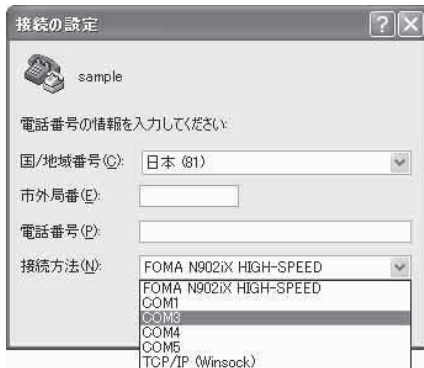 接続の設定
sample
電話番号の情報を入力してください:
国/地域番号(C): 日本 (81)
市外局番(E):
電話番号(P):
接続方法(N): FOMA N902iX HIGH-SPEED
FOMA N902iX HIGH-SPEED
COM1
COM3
COM4
COM5
TCP/IP (Winsock)